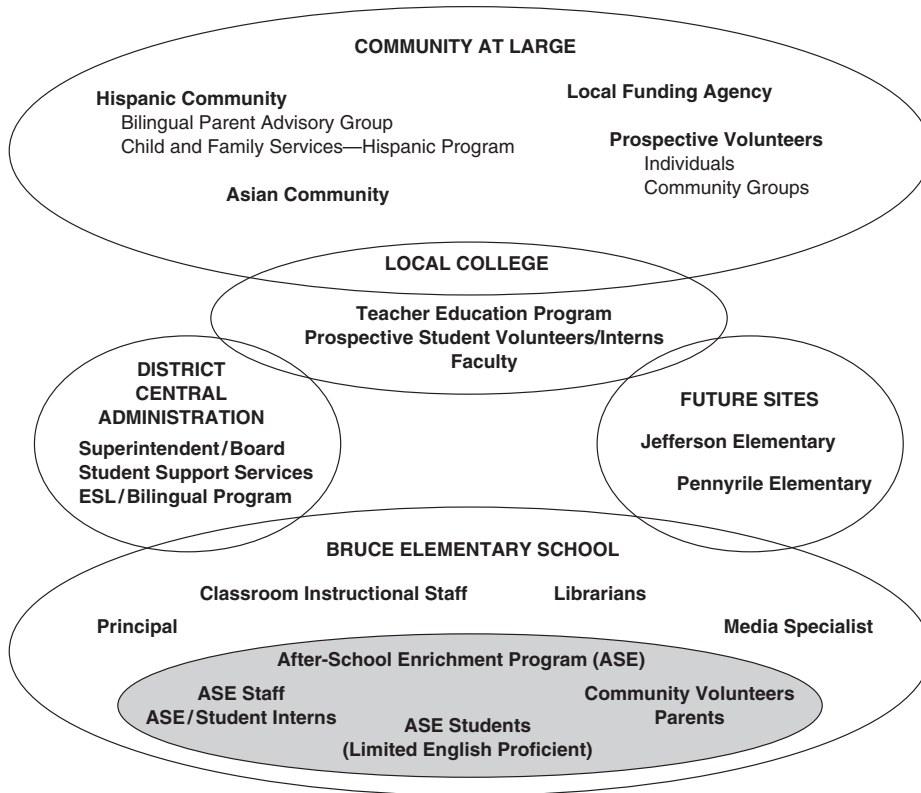 COMMUNITY AT LARGE
Hispanic Community
Bilingual Parent Advisory Group
Child and Family Services—Hispanic Program
Asian Community
Local Funding Agency
Prospective Volunteers
Individuals
Community Groups
LOCAL COLLEGE
Teacher Education Program
Prospective Student Volunteers/Interns
Faculty
DISTRICT
CENTRAL
ADMINISTRATION
Superintendent/Board
Student Support Services
ESL/Bilingual Program
FUTURE SITES
Jefferson Elementary
Pennyrile Elementary
BRUCE ELEMENTARY SCHOOL
Classroom Instructional Staff
Librarians
Principal
Media Specialist
After-School Enrichment Program (ASE)
ASE Staff
ASE/Student Interns
ASE Students
(Limited English Proficient)
Community Volunteers
Parents